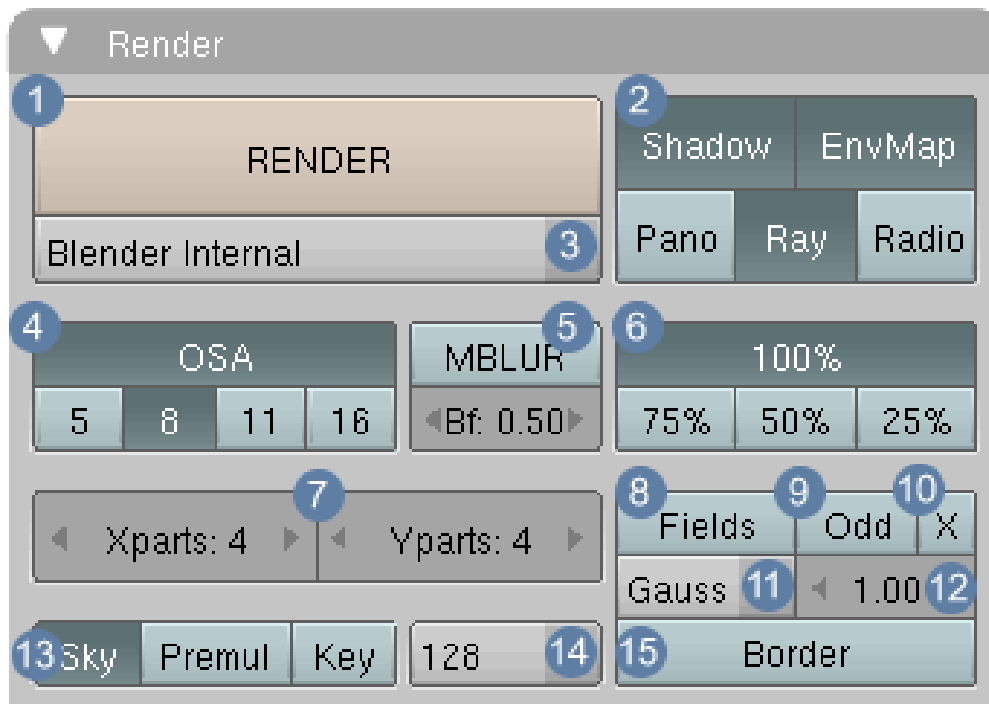 Render
1
RENDER
2
Shadow EnvMap
Blender Internal 3
Pano Ray Radio
4 OSA
5 MBLUR
6 100%
5 8 11 16
Bf: 0.50
75% 50% 25%
7
Xparts: 4 Yparts: 4
8 Fields 9 Odd 10 X
Gauss 11 1.00 12
13 Sky Premul Key 128 14
15 Border